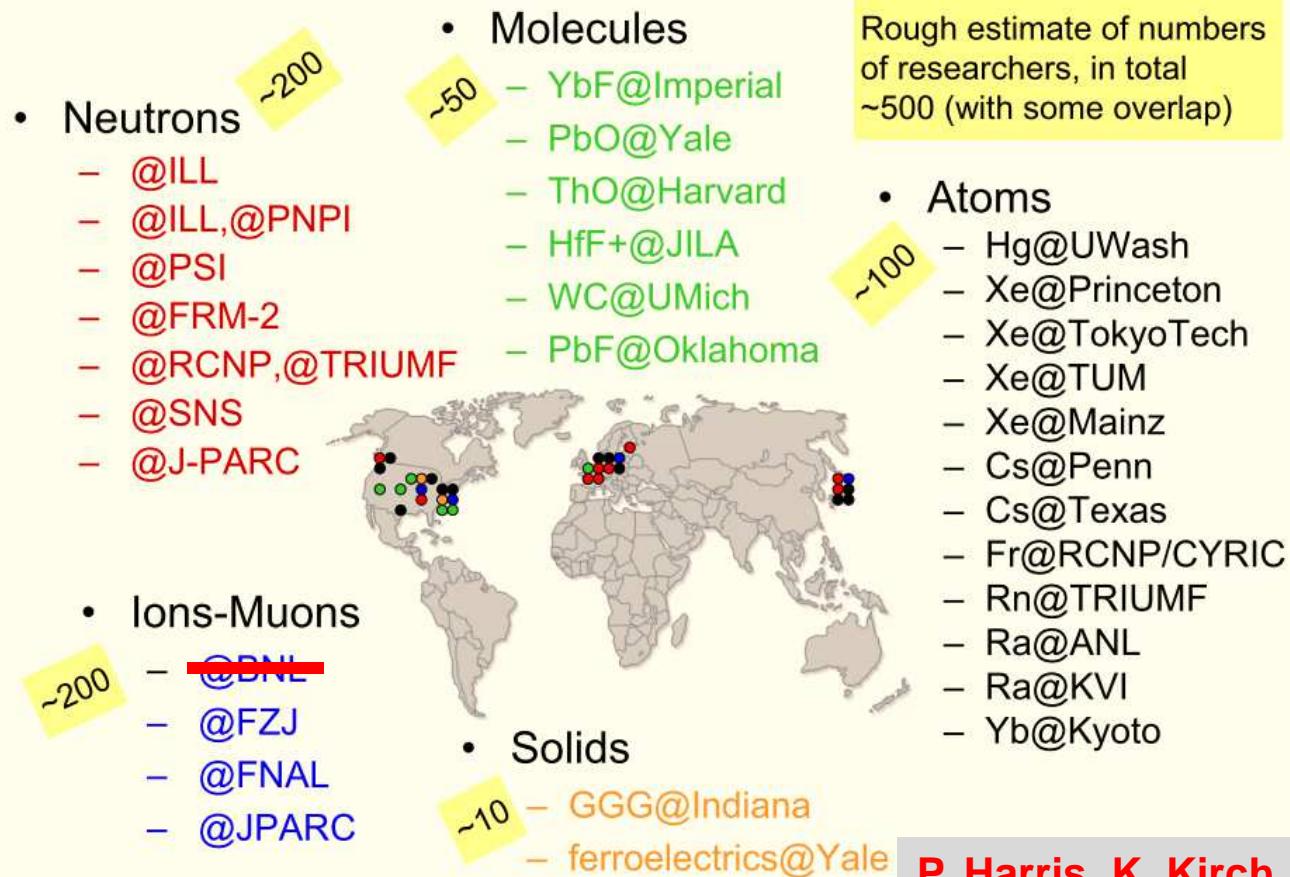 • Neutrons
~200
– @ILL
– @ILL,@PNPI
– @PSI
– @FRM-2
– @RCNP,@TRIUMF
– @SNS
– @J-PARC
• Molecules
~50
– YbF@Imperial
– PbO@Yale
– ThO@Harvard
– HfF+@JILA
– WC@UMich
– PbF@Oklahoma
Rough estimate of numbers
of researchers, in total
~500 (with some overlap)
• Atoms
~100
– Hg@UWash
– Xe@Princeton
– Xe@TokyoTech
– Xe@TUM
– Xe@Mainz
– Cs@Penn
– Cs@Texas
– Fr@RCNP/CYRIC
– Rn@TRIUMF
– Ra@ANL
– Ra@KVI
– Yb@Kyoto
• Ions-Muons
~200
– @BNL
– @FZJ
– @FNAL
– @JPARC
• Solids
~10
– GGG@Indiana
– ferroelectrics@Yale
P. Harris, K. Kirch